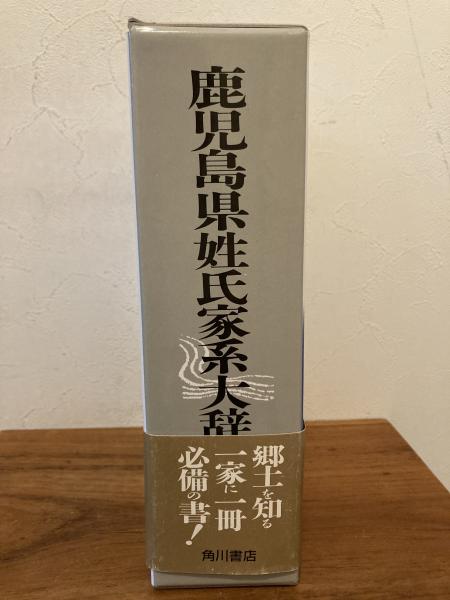 鹿児島県姓氏家系大辞
郷土を知る
一家に一冊
必備の書!
角川書店